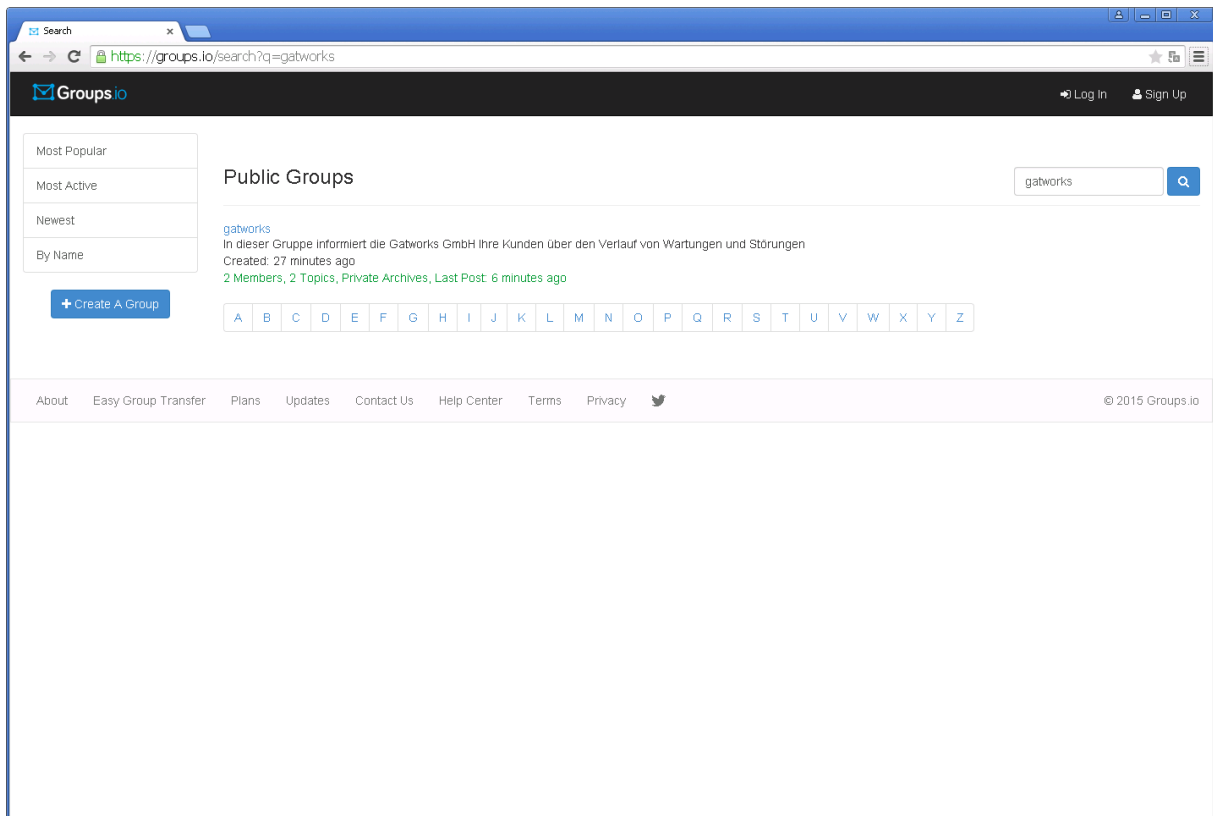 Search
https://groups.io/search?q=gatworks
Groups.io
Log In
Sign Up
Most Popular
Most Active
Newest
By Name
Create A Group
Public Groups
gatworks
gatworks
In dieser Gruppe informiert die Gatworks GmbH Ihre Kunden über den Verlauf von Wartungen und Störungen
Created: 27 minutes ago
2 Members, 2 Topics, Private Archives, Last Post: 6 minutes ago
A B C D E F G H I J K L M N O P Q R S T U V W X Y Z
About Easy Group Transfer Plans Updates Contact Us Help Center Terms Privacy
© 2015 Groups.io